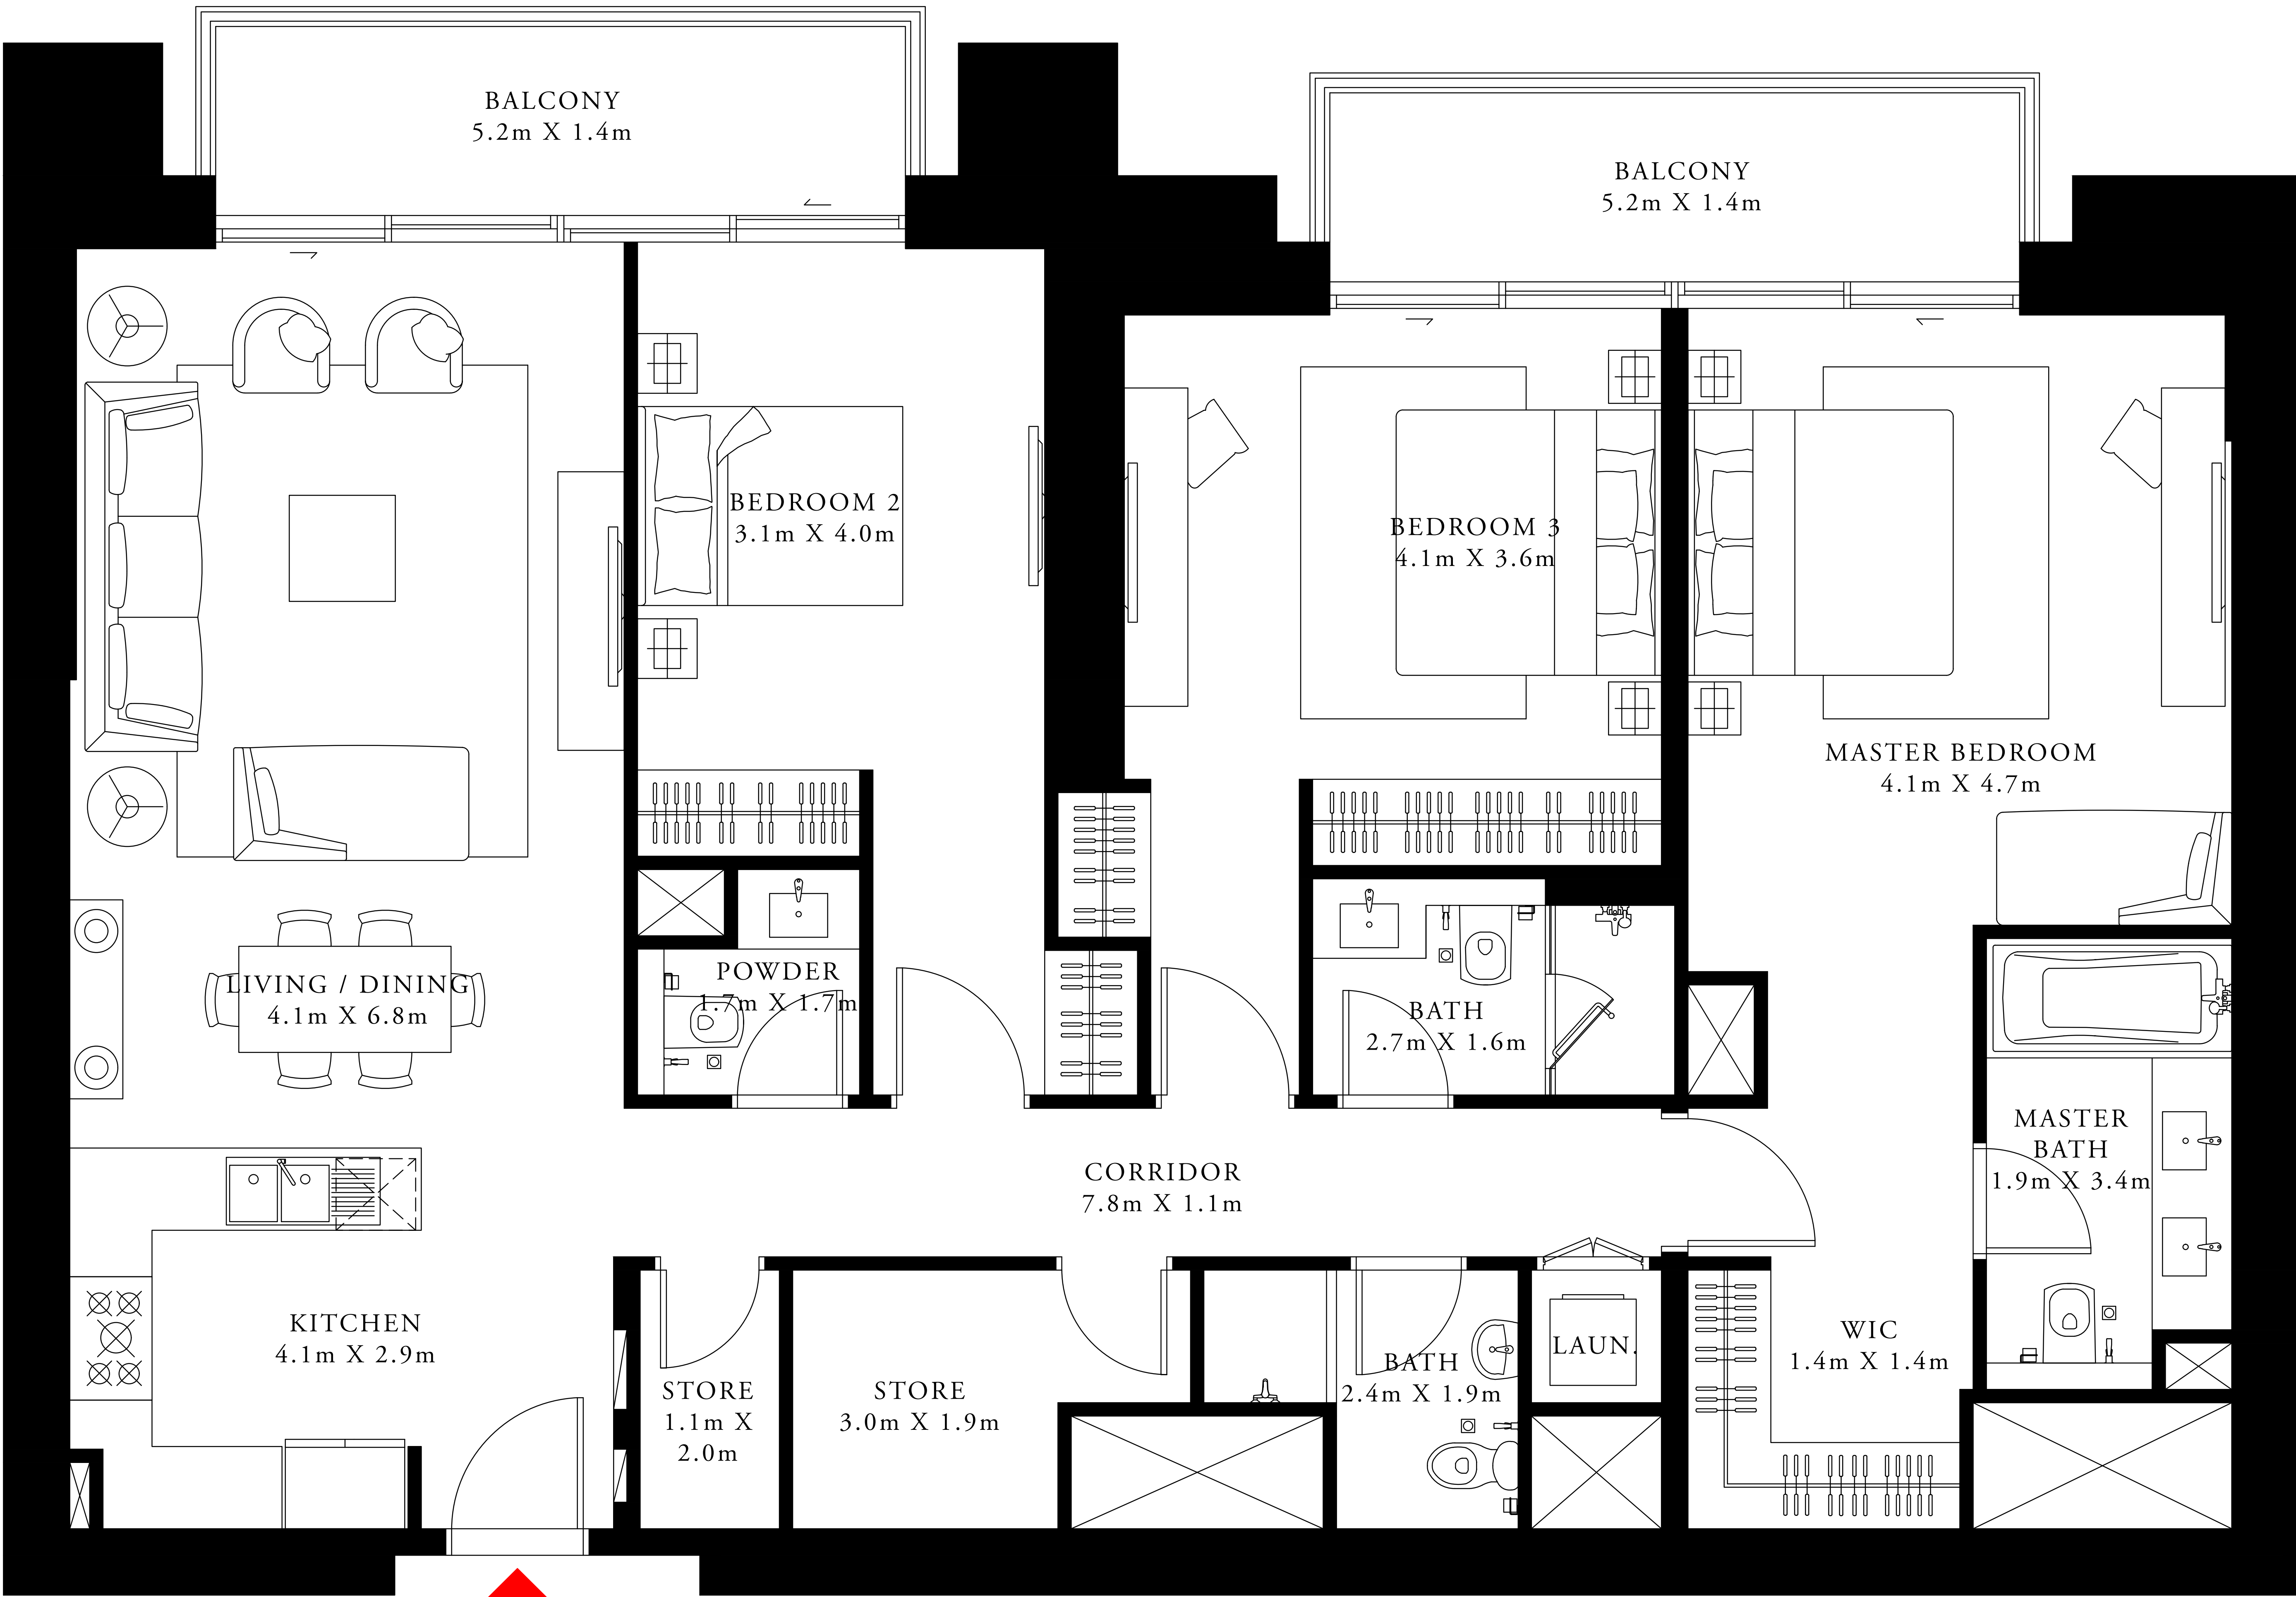 BALCONY
5.2m X 1.4m
BALCONY
5.2m X 1.4m
BEDROOM 2
3.1m X 4.0m
BEDROOM 3
4.1m X 3.6m
MASTER BEDROOM
4.1m X 4.7m
LIVING / DINING
4.1m X 6.8m
POWDER
1.7m X 1.7m
BATH
2.7m X 1.6m
MASTER
BATH
1.9m X 3.4m
CORRIDOR
7.8m X 1.1m
KITCHEN
4.1m X 2.9m
STORE
1.1m X
2.0m
STORE
3.0m X 1.9m
BATH
2.4m X 1.9m
LAUN.
WIC
1.4m X 1.4m